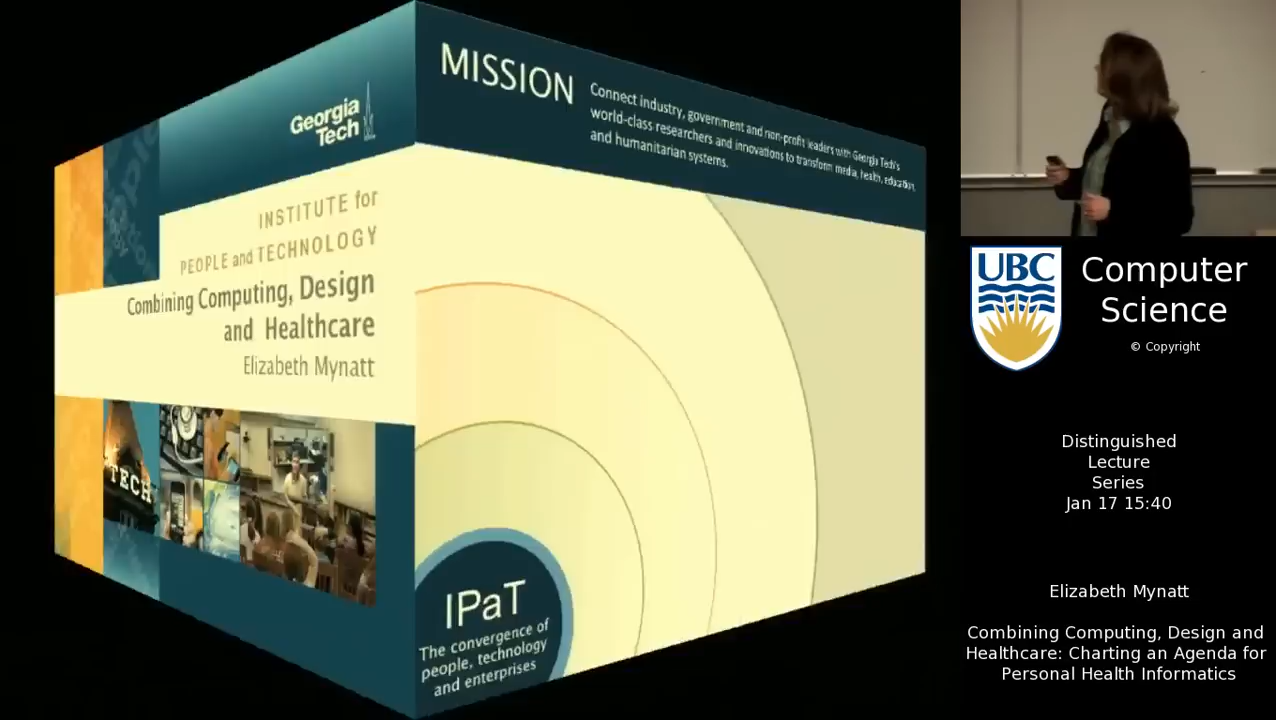 Georgia
Tech
INSTITUTE for
PEOPLE and TECHNOLOGY
Combining Computing, Design
and Healthcare
Elizabeth Mynatt
TECH
MISSION
Connect industry, government and non-profit leaders with Georgia Tech's
world-class researchers and innovations to transform media, health, education,
and humanitarian systems.
IPaT
The convergence of
people, technology
and enterprises
UBC
Computer
Science
© Copyright
Distinguished
Lecture
Series
Jan 17 15:40
Elizabeth Mynatt
Combining Computing, Design and
Healthcare: Charting an Agenda for
Personal Health Informatics